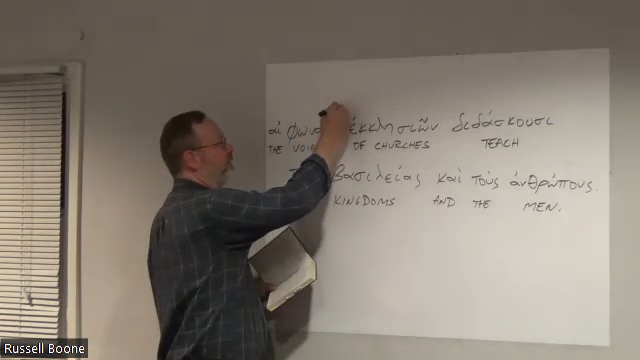 αἱ ἐκκλησιῶν διδάσκουσι
THE OF CHURCHES TEACH
βασιλείας καὶ τοὺς ἀνθρώπους.
KINGDOMS AND THE MEN.
Russell Boone